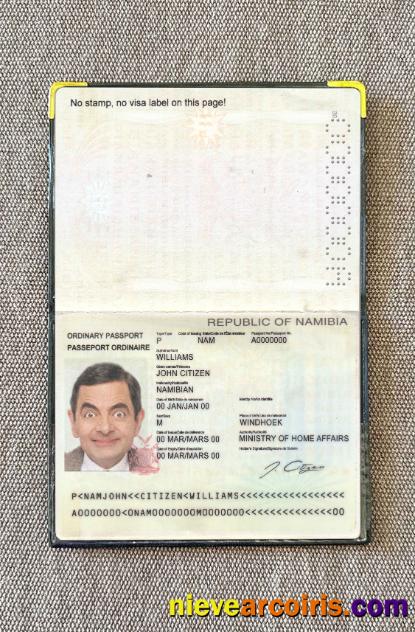 No stamp, no visa label on this page!
REPUBLIC OF NAMIBIA
ORDINARY PASSPORT
PASSEPORT ORDINAIRE
P NAM A0000000
WILLIAMS
JOHN CITIZEN
NAMIBIAN
00 JAN/JAN 00
M WINDHOEK
00 MAR/MARS 00 MINISTRY OF HOME AFFAIRS
00 MAR/MARS 00
P<NAMJOHN<<CITIZEN<WILLIAMS<<<<<<<<<<<<<<<<<
A0000000<0NAM0000000M0000000<<<<<<<<<<<<<<00
nievearcoiris.com